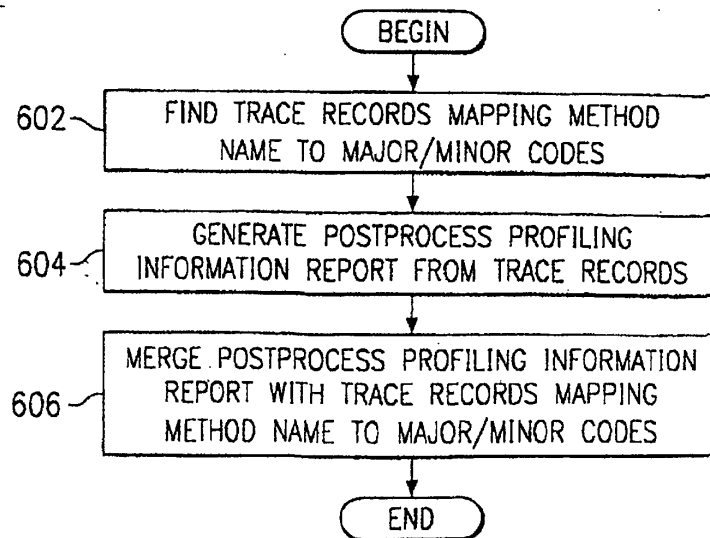 BEGIN
602
FIND TRACE RECORDS MAPPING METHOD
NAME TO MAJOR/MINOR CODES
604
GENERATE POSTPROCESS PROFILING
INFORMATION REPORT FROM TRACE RECORDS
606
MERGE POSTPROCESS PROFILING INFORMATION
REPORT WITH TRACE RECORDS MAPPING
METHOD NAME TO MAJOR/MINOR CODES
END